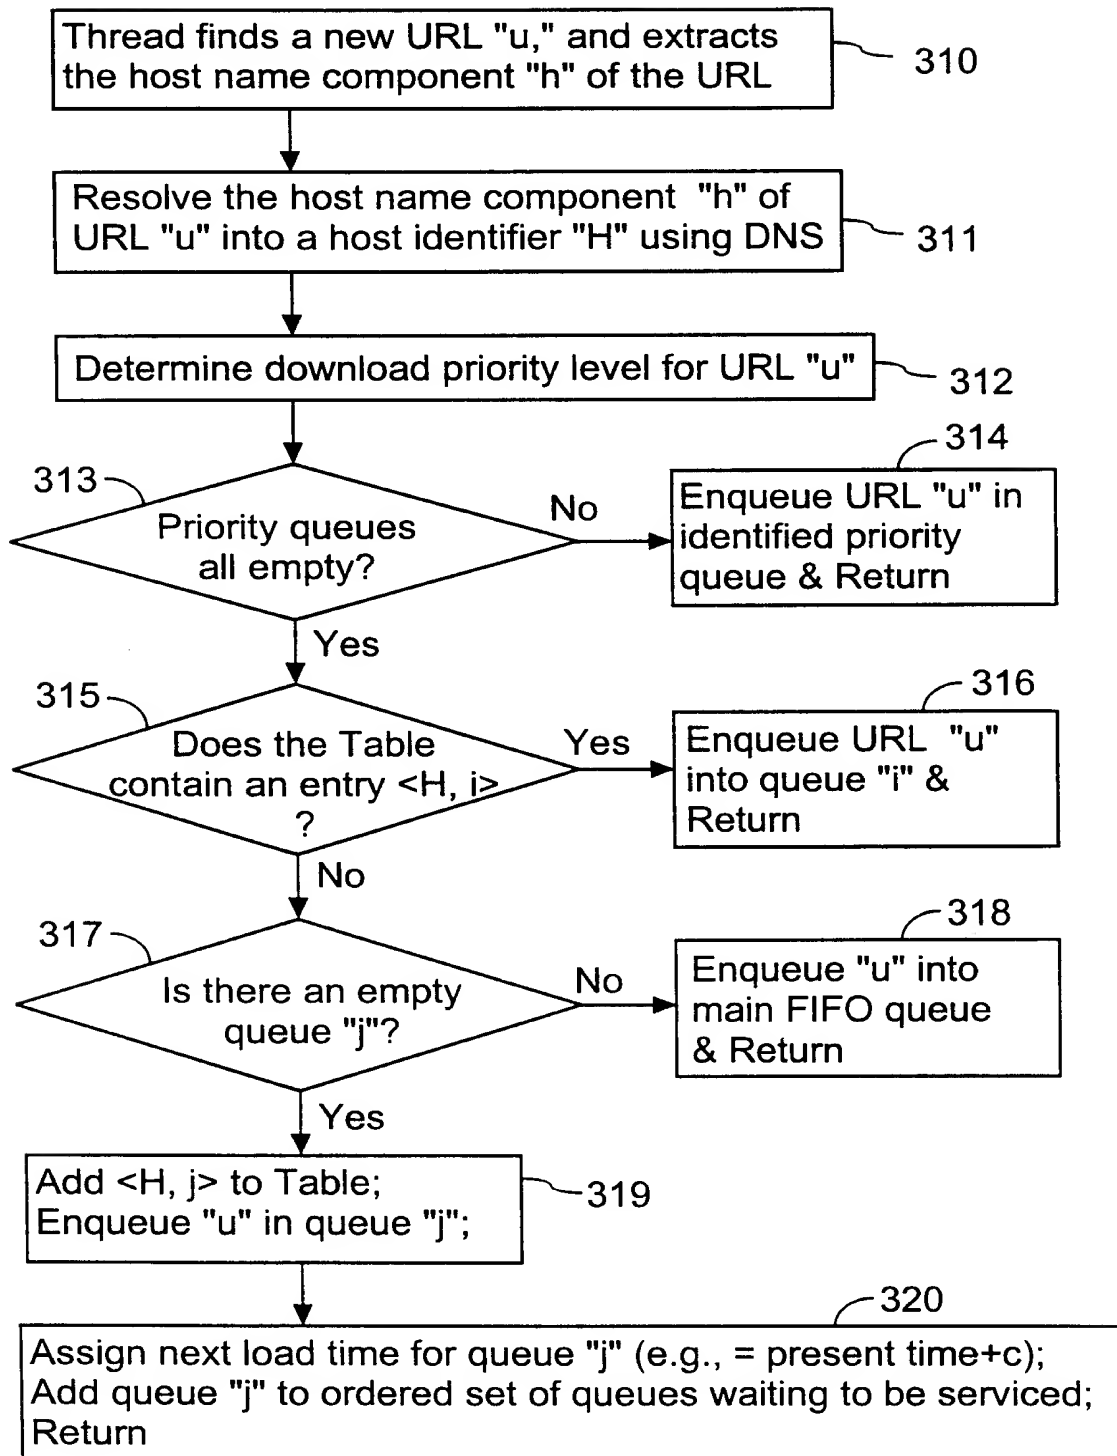 Thread finds a new URL "u," and extracts
the host name component "h" of the URL
310
Resolve the host name component "h" of
URL "u" into a host identifier "H" using DNS
311
Determine download priority level for URL "u"
312
313
Priority queues
all empty?
No
314
Enqueue URL "u" in
identified priority
queue & Return
Yes
315
Does the Table
contain an entry <H, i>
?
Yes
316
Enqueue URL "u"
into queue "i" &
Return
No
317
Is there an empty
queue "j"?
No
318
Enqueue "u" into
main FIFO queue
& Return
Yes
Add <H, j> to Table;
Enqueue "u" in queue "j";
319
320
Assign next load time for queue "j" (e.g., = present time+c);
Add queue "j" to ordered set of queues waiting to be serviced;
Return